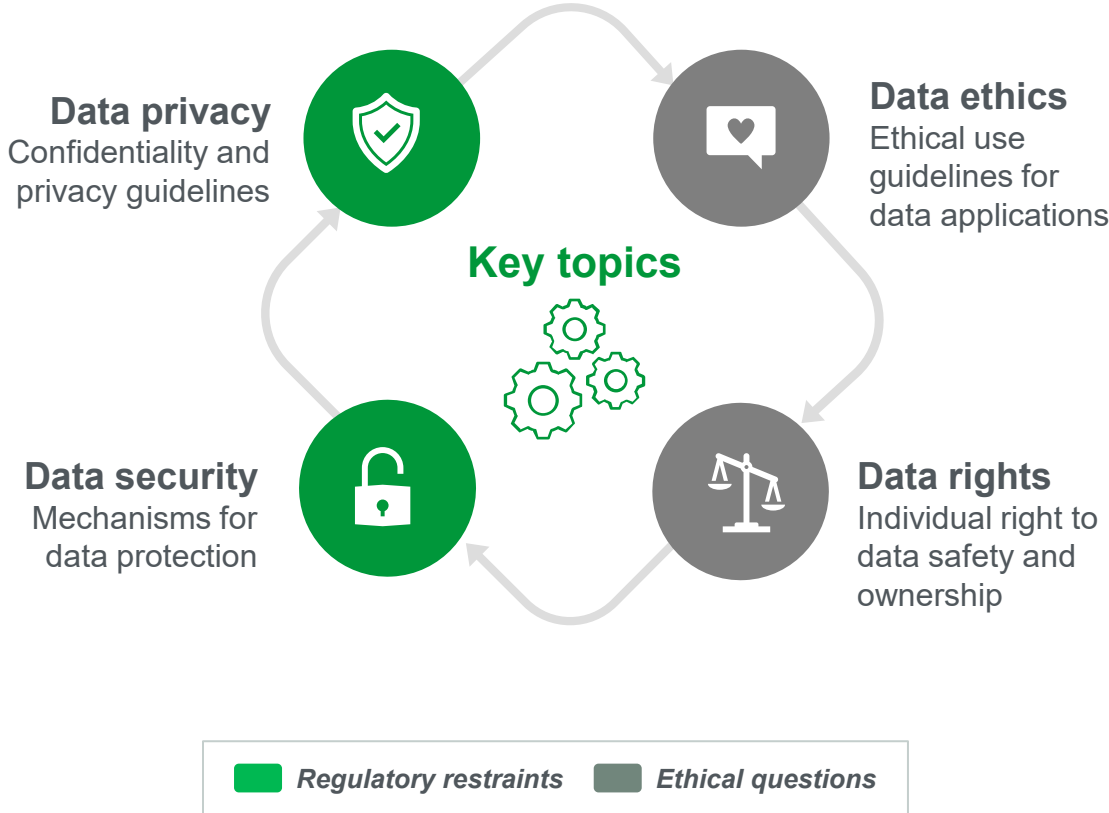 Data privacy
Confidentiality and
privacy guidelines
Data ethics
Ethical use
guidelines for
data applications
Key topics
Data security
Mechanisms for
data protection
Data rights
Individual right to
data safety and
ownership
Regulatory restraints
Ethical questions